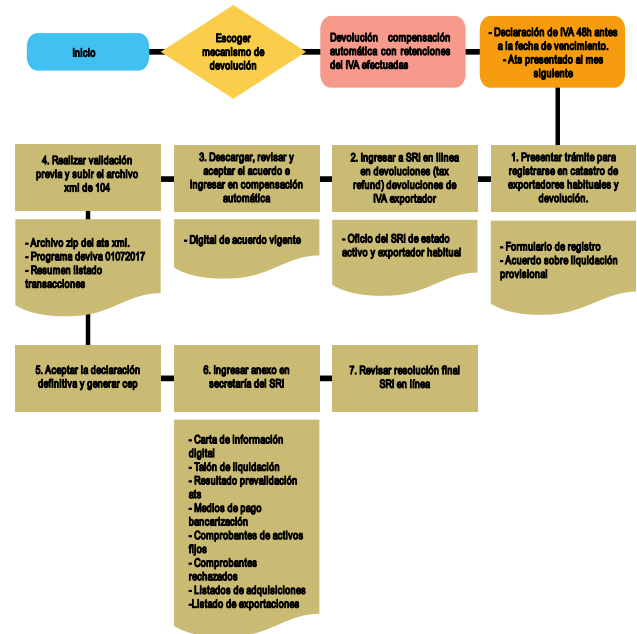 Inicio
Escoger
mecanismo de
devolución
Devolución compensación
automática con retenciones
del IVA efectuadas
- Declaración de IVA 48h antes
a la fecha de vencimiento.
- Ats presentado al mes
siguiente
4. Realizar validación
previa y subir el archivo
xml de 104
3. Descargar, revisar y
aceptar el acuerdo e
ingresar en compensación
automática
2. Ingresar a SRI en llinea
en devoluciones (tax
refund) devoluciones de
IVA exportador
1. Presentar trámite para
registrarse en catastro de
exportadores habituales y
devolución.
- Archivo zip del ats xml.
- Programa deviva 01072017
- Resumen listado
transacciones
- Digital de acuerdo vigente
- Oficio del SRI de estado
activo y exportador habitual
- Formulario de registro
- Acuerdo sobre liquidación
provisional
5. Aceptar la declaración
definitiva y generar cep
6. Ingresar anexo en
secretaría del SRI
7. Revisar resolución final
SRI en línea
- Carta de información
digital
- Talón de liquidación
- Resultado prevalidación
ats
- Medios de pago
bancarización
- Comprobantes de activos
fijos
- Comprobantes
rechazados
- Listados de adquisiciones
-Listado de exportaciones